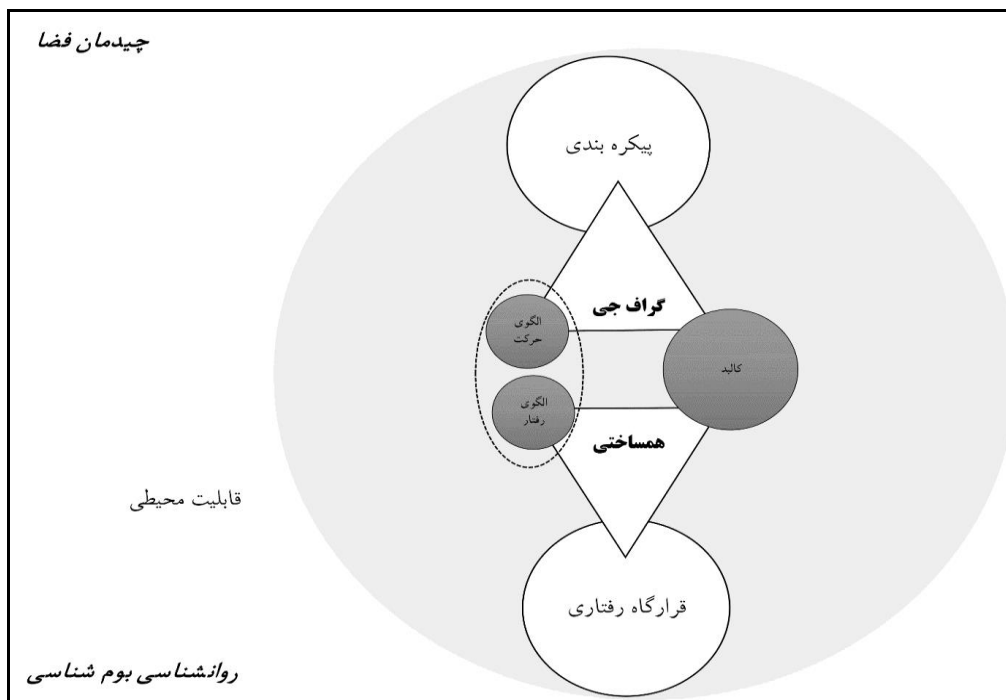 چیدمان فضا
پیکره بندی
گراف جی
الگوی
حرکت
کالبد
الگوی
رفتار
همساختی
قابلیت محیطی
قرارگاه رفتاری
روانشناسی بوم شناسی